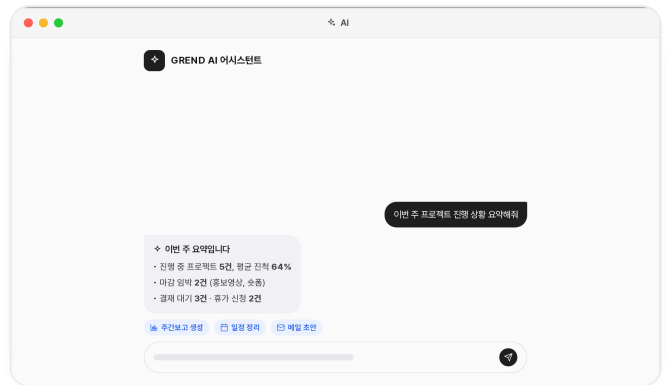 AI
GREND AI 어시스턴트
이번 주 프로젝트 진행 상황 요약해줘
이번 주 요약입니다
• 진행 중 프로젝트 5건, 평균 진척 64%
• 마감 임박 2건 (홍보영상, 숏폼)
• 결재 대기 3건 · 휴가 신청 2건
주간보고 생성 일정 정리 메일 초안